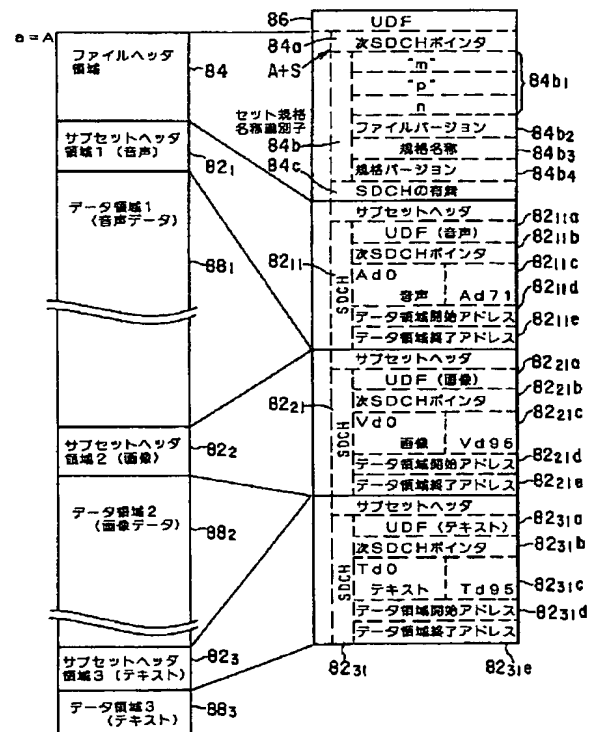 a=A
ファイルヘッダ
領域
84
サブセットヘッダ
領域1（音声）
82₁
データ領域1
（音声データ）
88₁
サブセットヘッダ
領域2（画像）
82₂
データ領域2
（画像データ）
88₂
サブセットヘッダ
領域3（テキスト）
82₃
データ領域3
（テキスト）
88₃
86
UDF
84a
次SDCHポインタ
A+S
"m"
"p"
n
84b₁
セット規格
名称識別子
84b
ファイルバージョン
84b₂
規格名称
84b₃
規格バージョン
84b₄
84c
SDCHの有無
サブセットヘッダ
82₁₁a
UDF（音声）
82₁₁b
次SDCHポインタ
82₁₁c
82₁₁
SDCH
Ad0
音声
Ad71
82₁₁d
データ領域開始アドレス
82₁₁e
データ領域終了アドレス
サブセットヘッダ
82₂₁a
UDF（画像）
82₂₁b
次SDCHポインタ
82₂₁c
82₂₁
SDCH
Vd0
画像
Vd95
データ領域開始アドレス
82₂₁d
データ領域終了アドレス
82₂₁e
サブセットヘッダ
82₃₁a
UDF（テキスト）
82₃₁b
次SDCHポインタ
SDCH
Td0
テキスト
Td95
82₃₁c
データ領域開始アドレス
82₃₁d
データ領域終了アドレス
82₃₁
82₃₁e